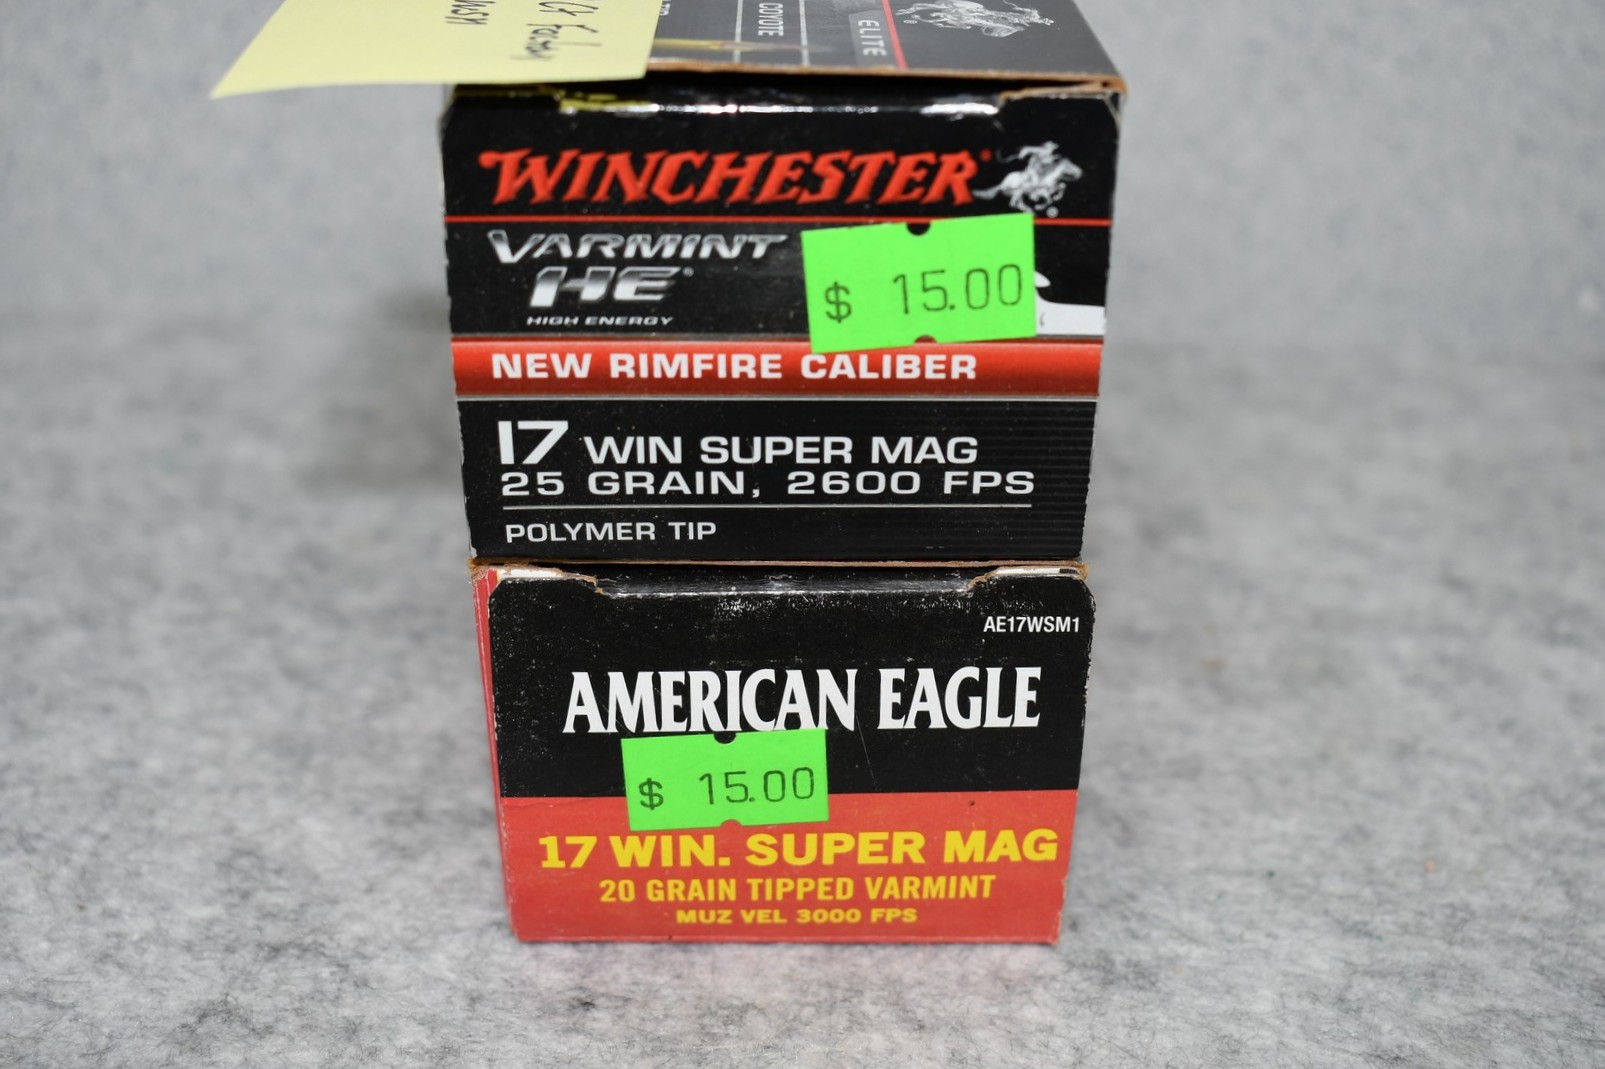 ELITE
COYOTE
WINCHESTER®
VARMINT
HE®
HIGH ENERGY
$ 15.00
NEW RIMFIRE CALIBER
17 WIN SUPER MAG
25 GRAIN, 2600 FPS
POLYMER TIP
AE17WSM1
AMERICAN EAGLE
$ 15.00
17 WIN. SUPER MAG
20 GRAIN TIPPED VARMINT
MUZ VEL 3000 FPS